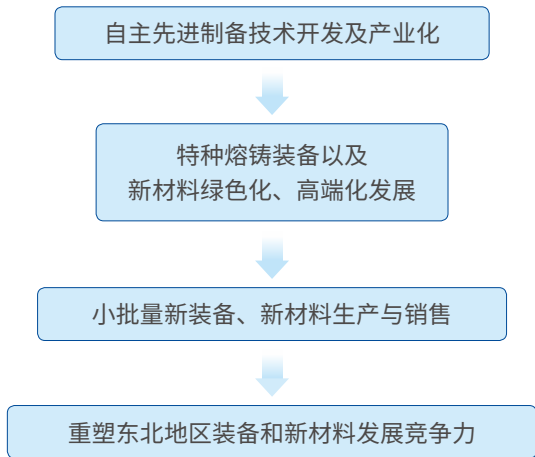 自主先进制备技术开发及产业化
特种熔铸装备以及
新材料绿色化、高端化发展
小批量新装备、新材料生产与销售
重塑东北地区装备和新材料发展竞争力